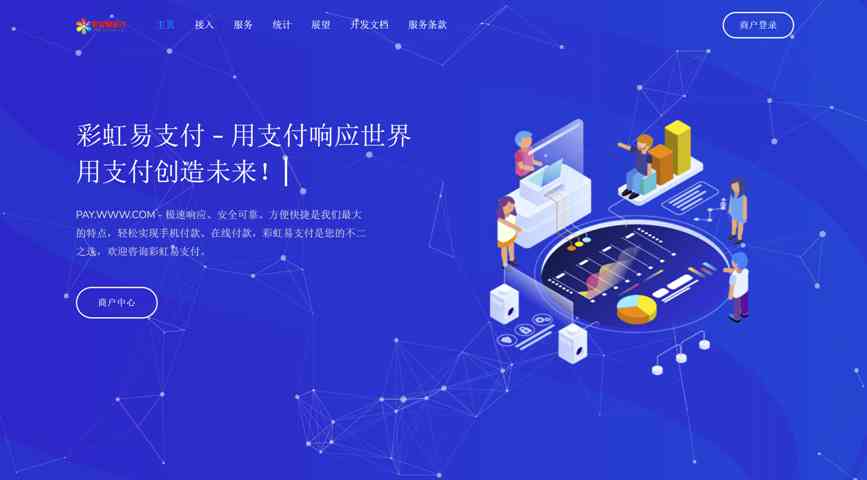 主页 接入 服务 统计 展望 开发文档 服务条款 商户登录
彩虹易支付 - 用支付响应世界
用支付创造未来！
PAY.WWW.COM - 极速响应、安全可靠、方便快捷是我们最大
的特点，轻松实现手机付款、在线付款，彩虹易支付是您的不二
之选，欢迎咨询彩虹易支付。
商户中心